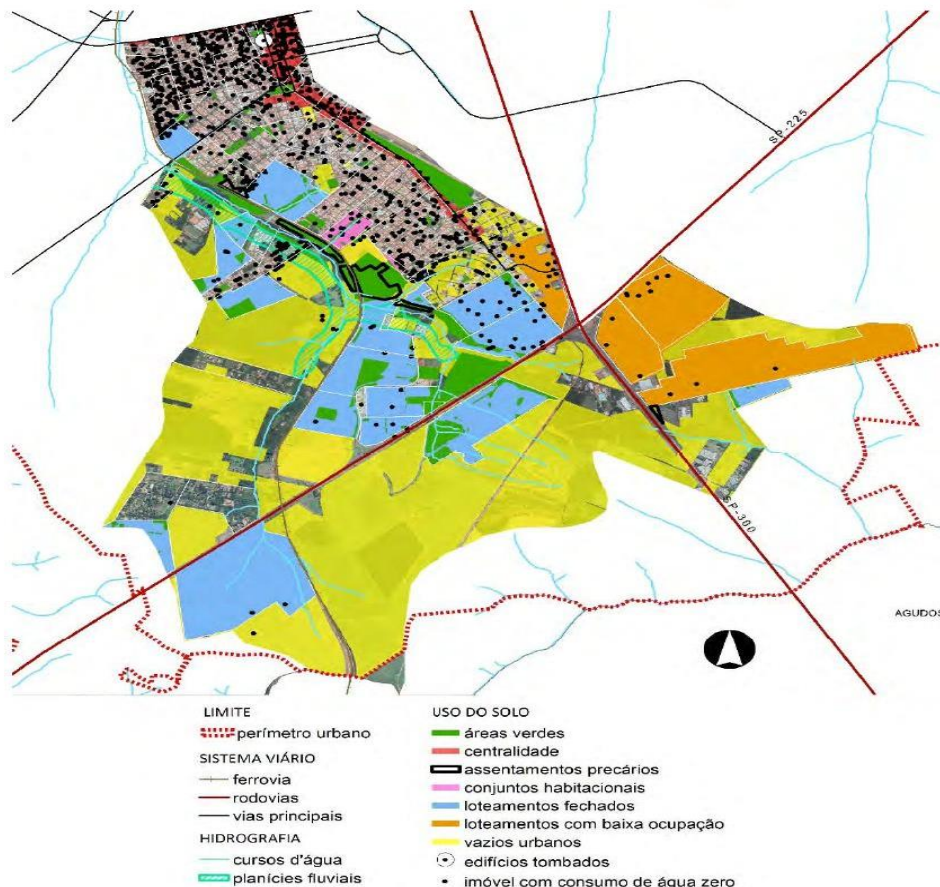 SP-225
SP-300
AGUDOS
LIMITE
perímetro urbano
SISTEMA VIÁRIO
ferrovia
rodovias
vias principais
HIDROGRAFIA
cursos d'água
planícies fluviais
USO DO SOLO
áreas verdes
centralidade
assentamentos precários
conjuntos habitacionais
loteamentos fechados
loteamentos com baixa ocupação
vazios urbanos
edifícios tombados
imóvel com consumo de água zero